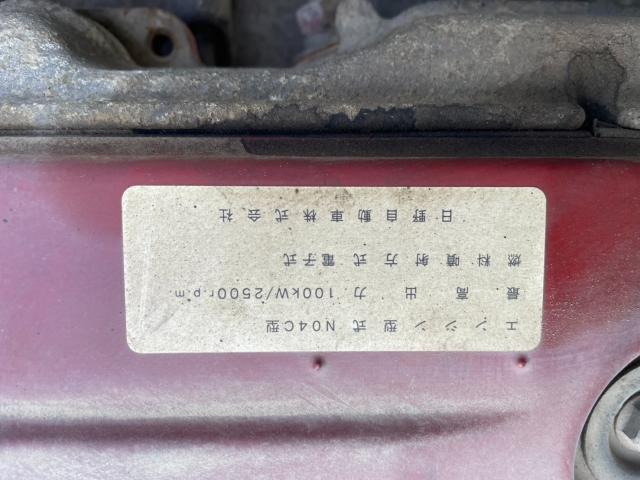 エンジン型式 N04C型
最高出力 100kW/2500r.p.m
燃料噴射方式 電子式
日野自動車株式会社